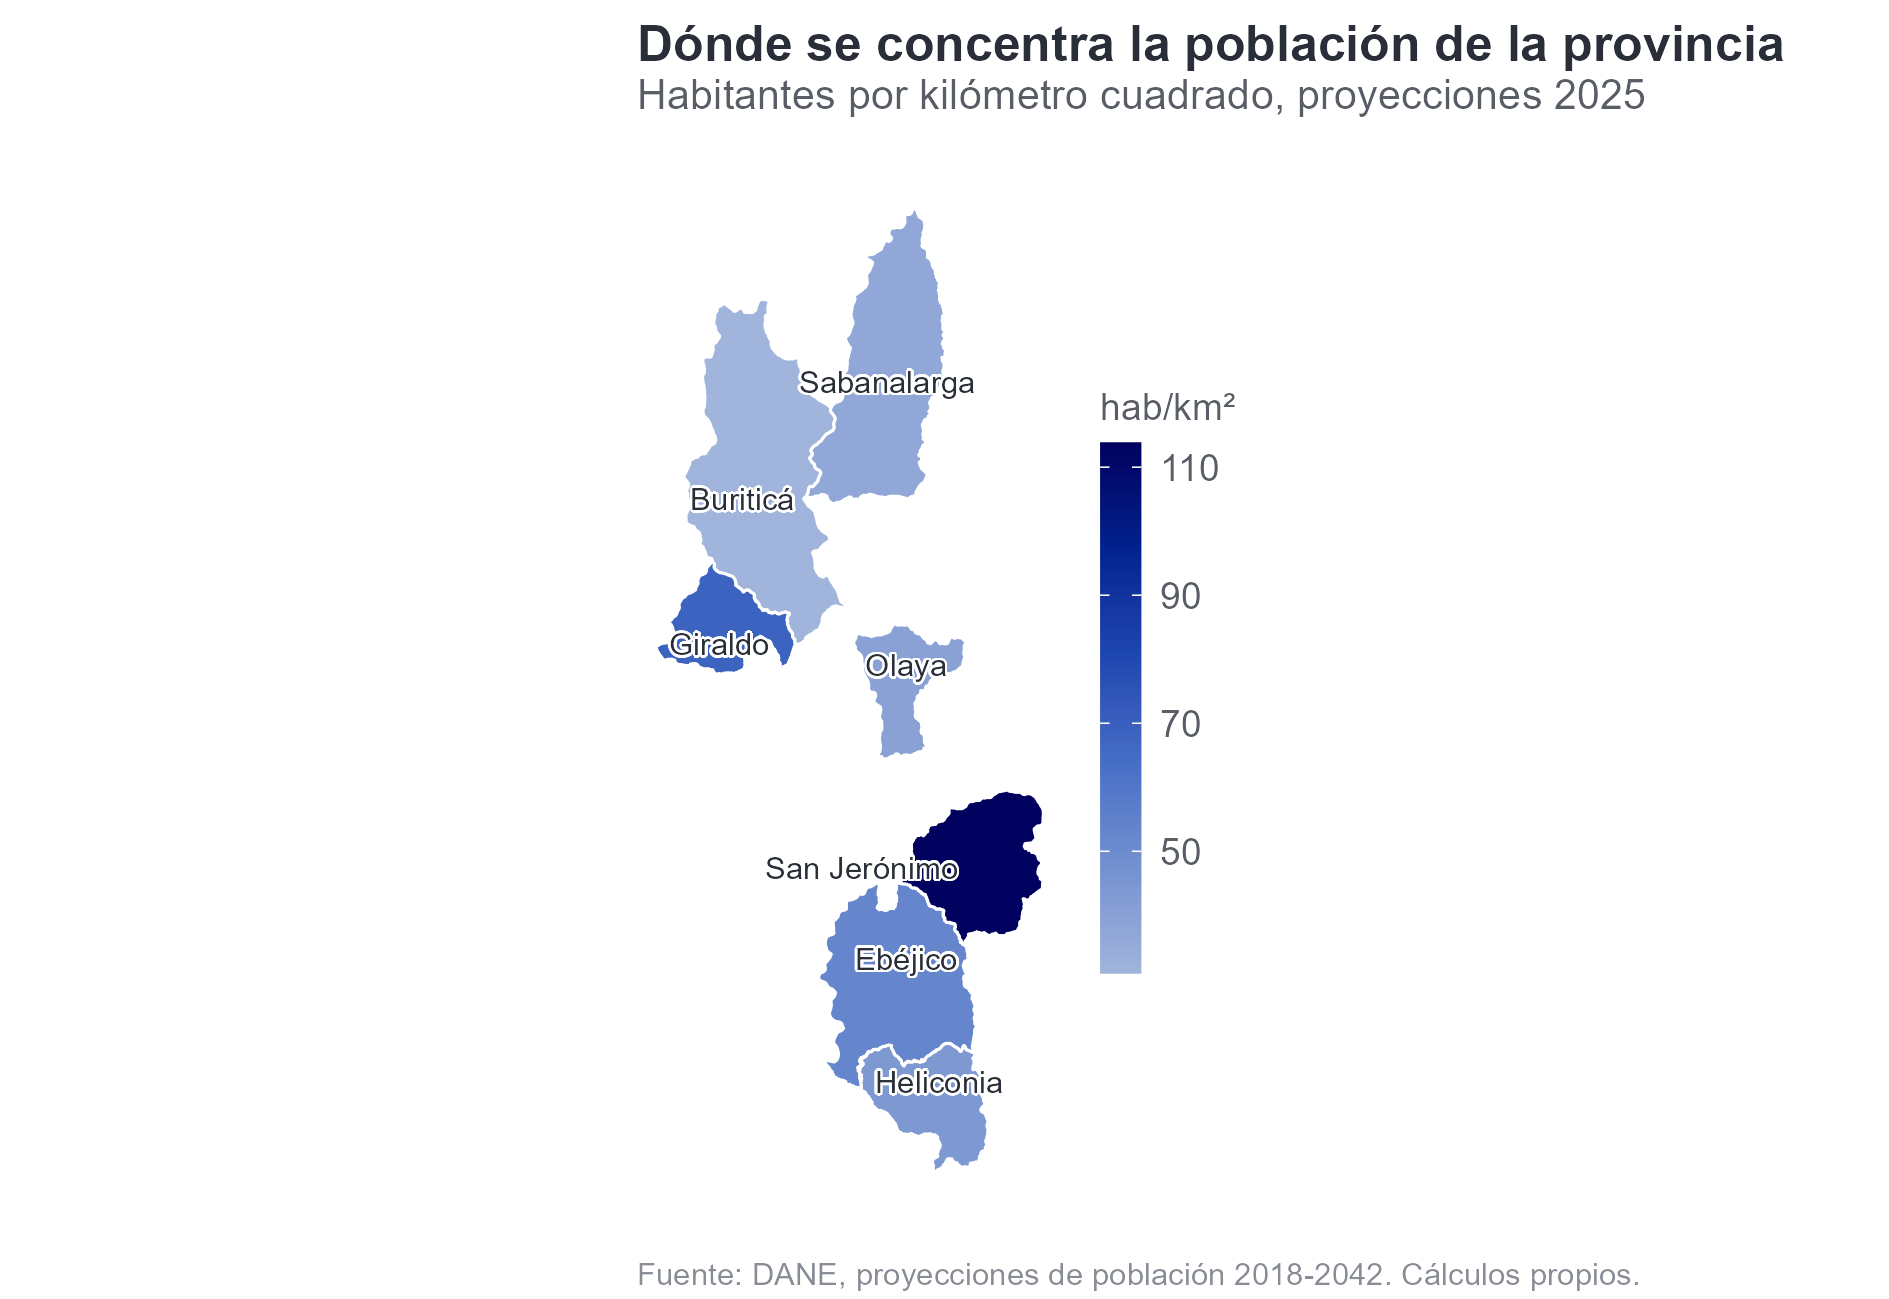 Dónde se concentra la población de la provincia
Habitantes por kilómetro cuadrado, proyecciones 2025
Sabanalarga
hab/km²
110
Buriticá
90
Giraldo
Olaya
70
50
San Jerónimo
Ebéjico
Heliconia
Fuente: DANE, proyecciones de población 2018-2042. Cálculos propios.